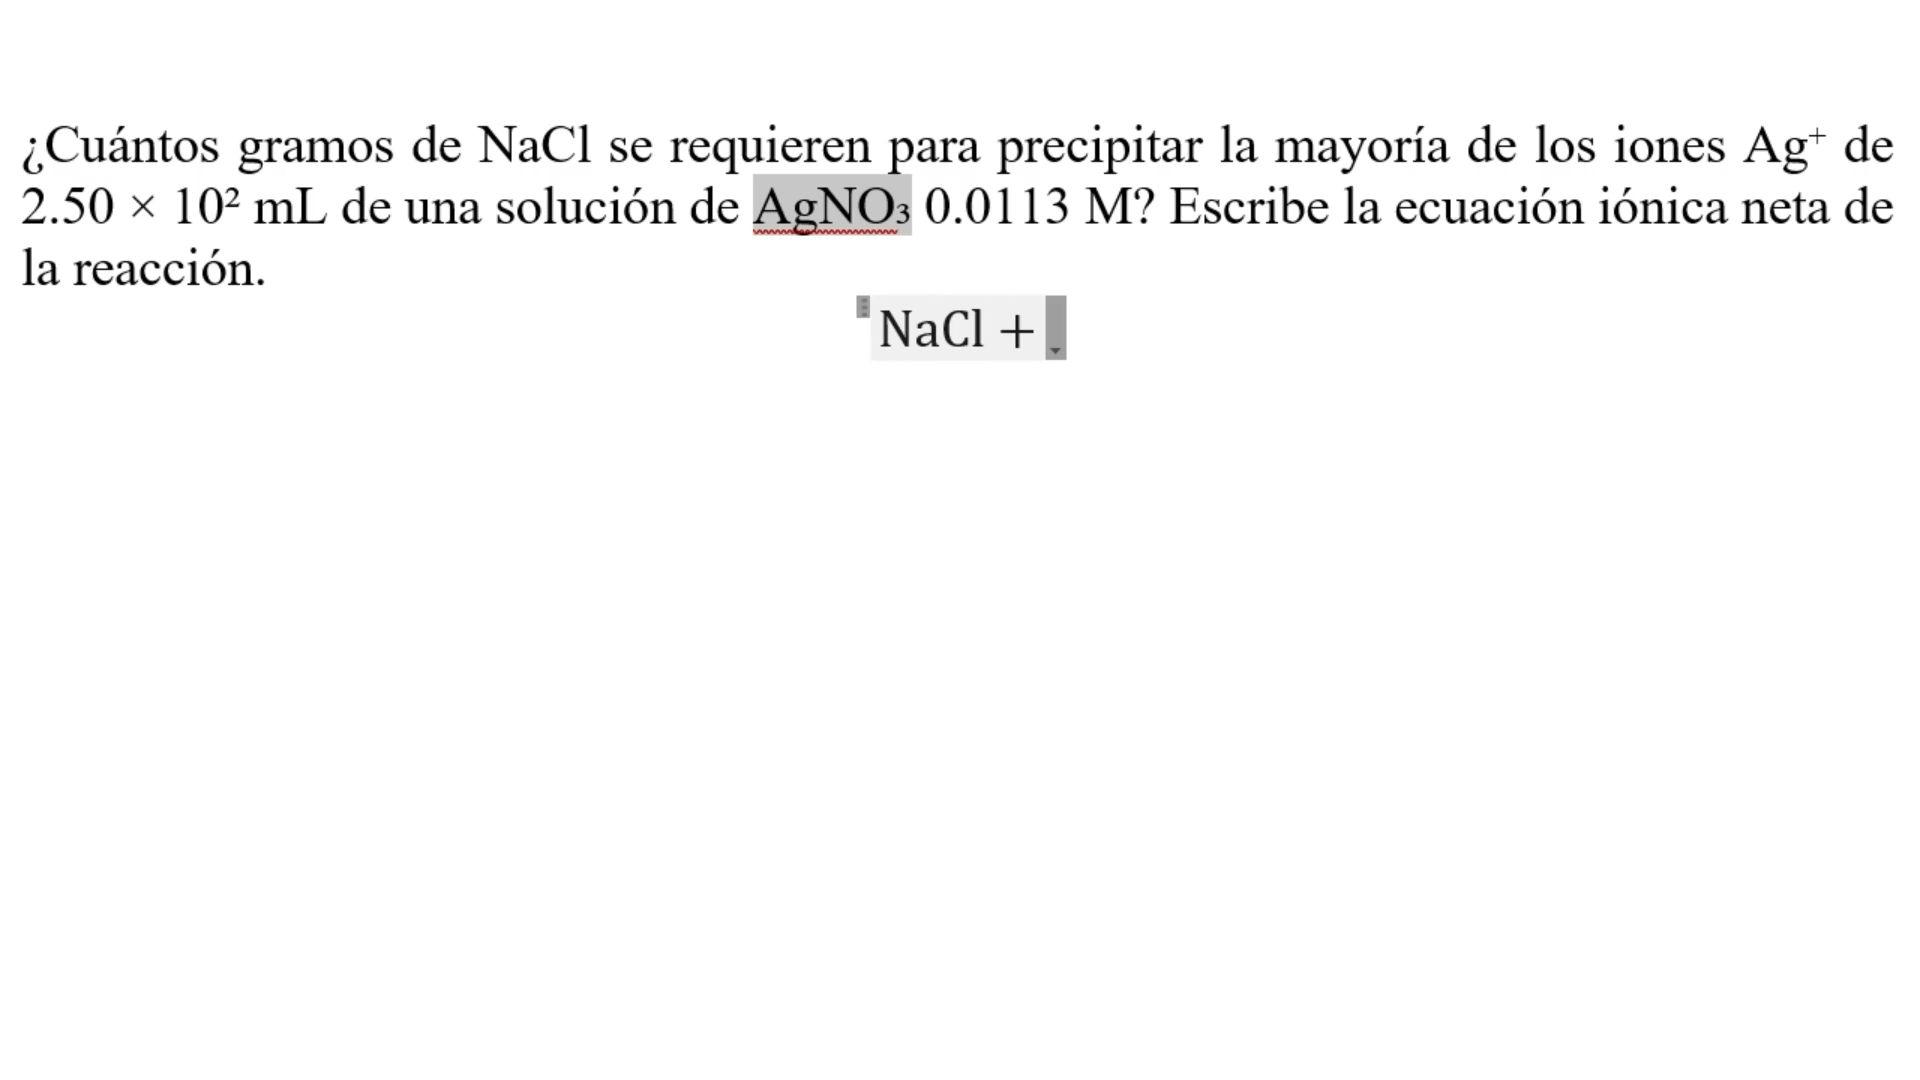 ¿Cuántos gramos de NaCl se requieren para precipitar la mayoría de los iones Ag⁺ de
2.50 × 10² mL de una solución de AgNO₃ 0.0113 M? Escribe la ecuación iónica neta de
la reacción.
NaCl +